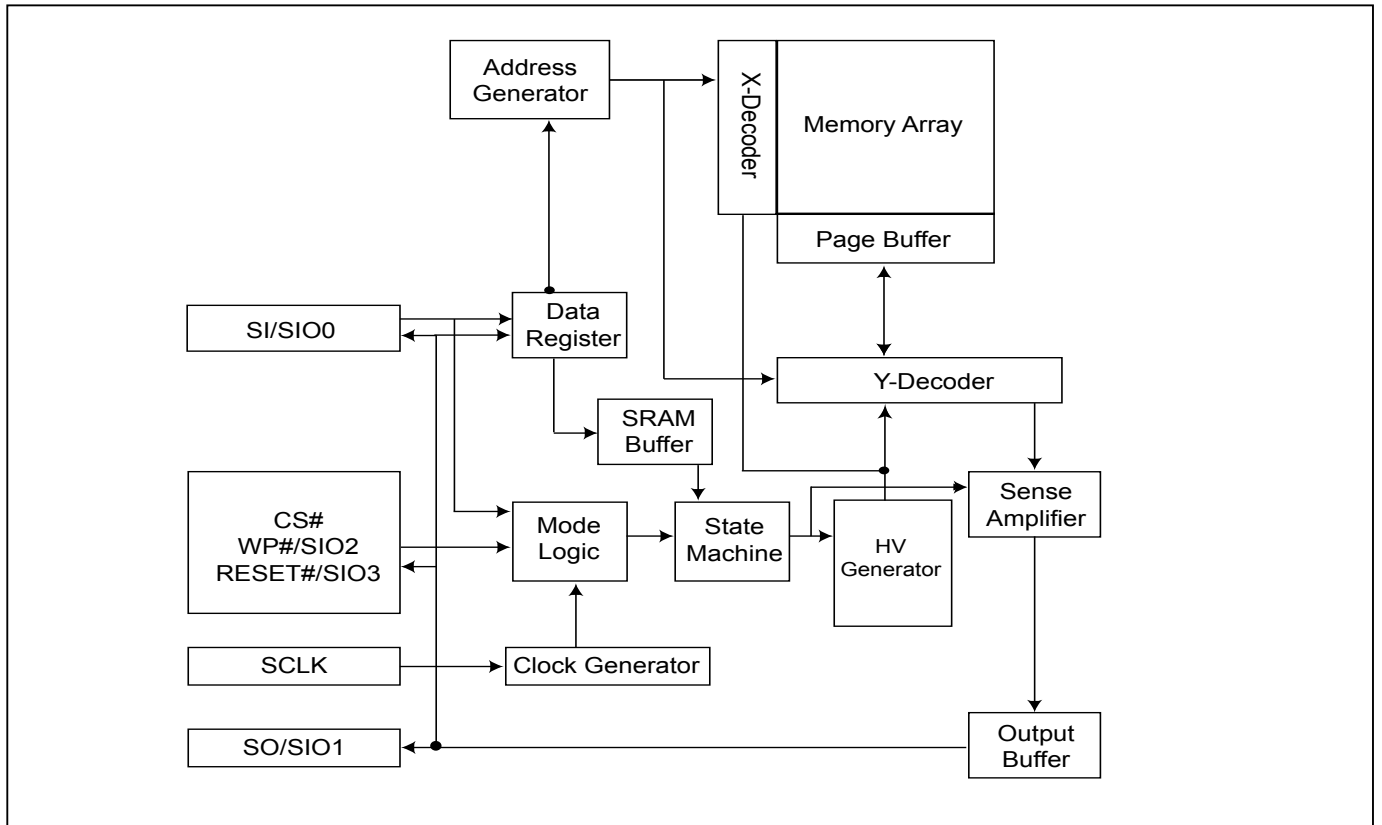 Address
Generator
X-Decoder
Memory Array
Page Buffer
SI/SIO0
Data
Register
Y-Decoder
SRAM
Buffer
CS#
WP#/SIO2
RESET#/SIO3
Mode
Logic
State
Machine
HV
Generator
Sense
Amplifier
SCLK
Clock Generator
SO/SIO1
Output
Buffer